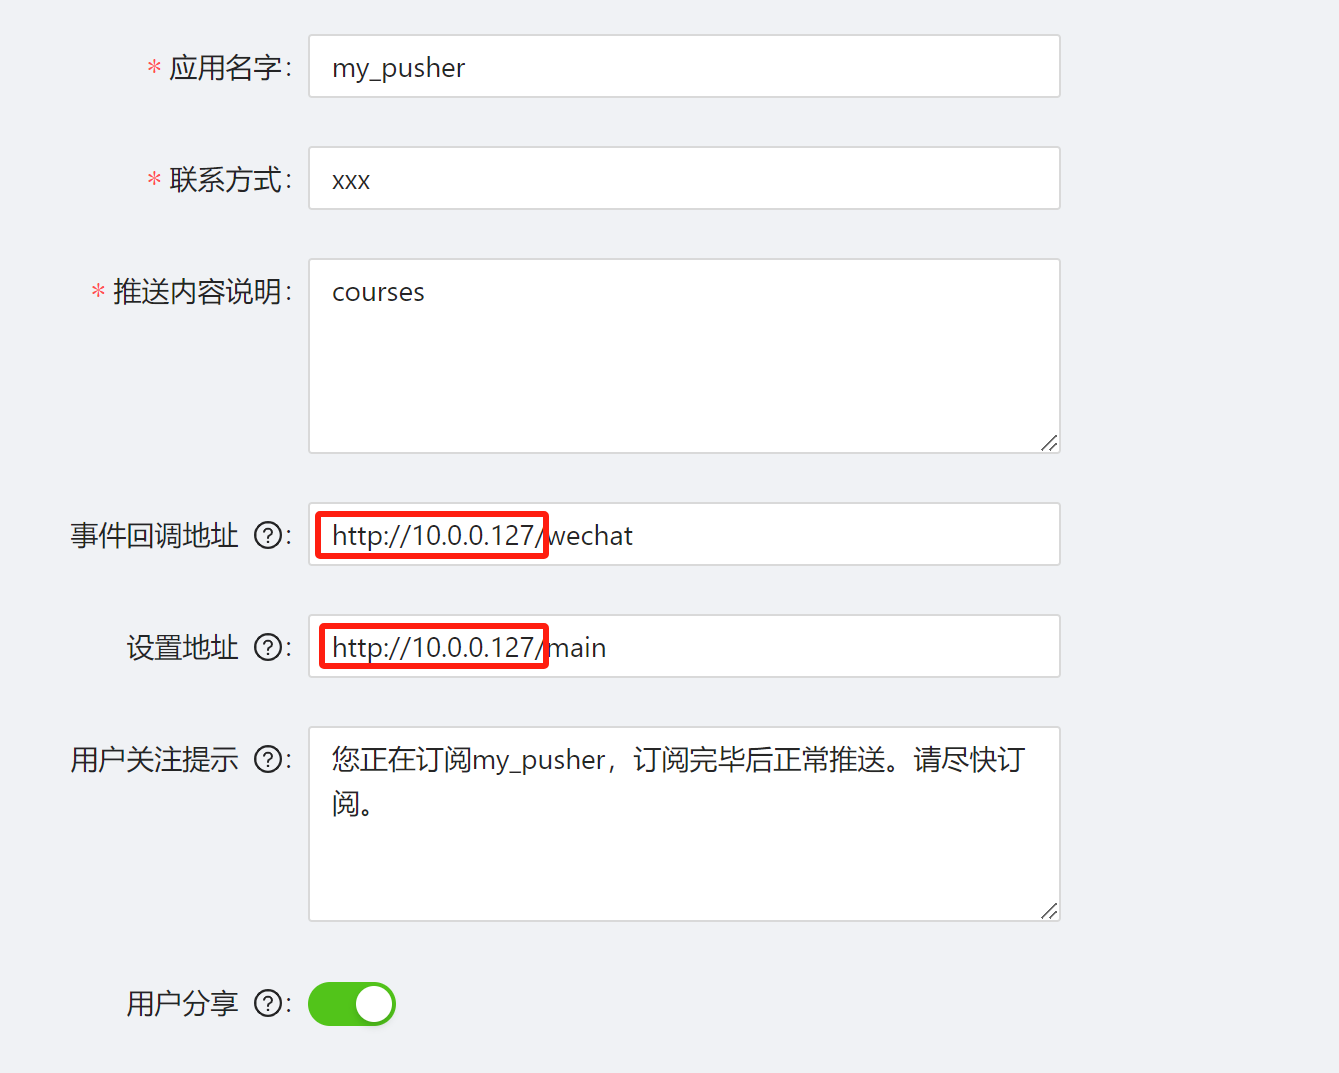 * 应用名字: my_pusher
* 联系方式: xxx
* 推送内容说明: courses
事件回调地址 ?: http://10.0.0.127/wechat
设置地址 ?: http://10.0.0.127/main
用户关注提示 ?: 您正在订阅my_pusher，订阅完毕后正常推送。请尽快订
阅。
用户分享 ?: